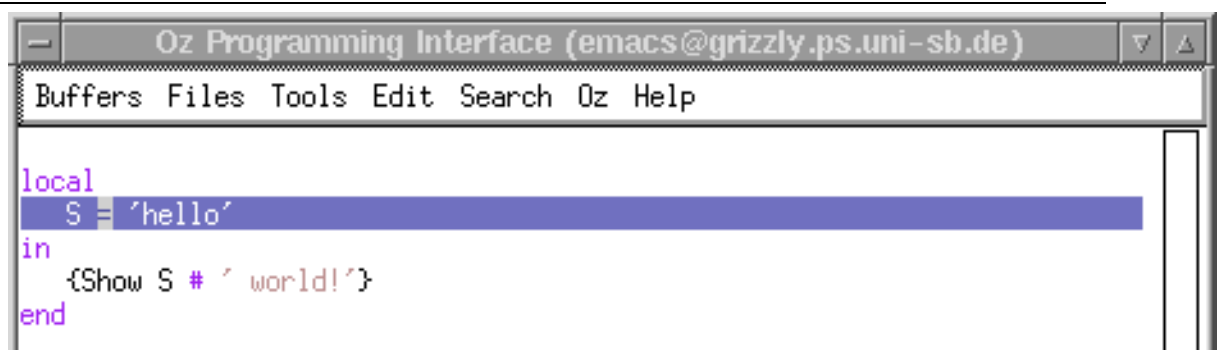 Oz Programming Interface (emacs@grizzly.ps.uni-sb.de)
Buffers Files Tools Edit Search Oz Help
local
   S = 'hello'
in
   {Show S # ' world!'}
end